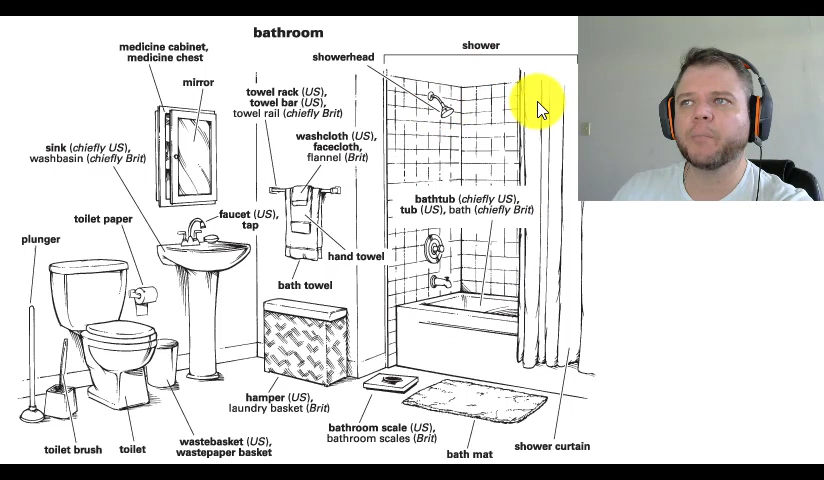 bathroom
medicine cabinet,
medicine chest
mirror
showerhead
shower
towel rack (US),
towel bar (US),
towel rail (chiefly Brit)
washcloth (US),
facecloth,
flannel (Brit)
sink (chiefly US),
washbasin (chiefly Brit)
bathtub (chiefly US),
tub (US), bath (chiefly Brit)
toilet paper
faucet (US),
tap
plunger
hand towel
bath towel
hamper (US),
laundry basket (Brit)
bathroom scale (US),
bathroom scales (Brit)
toilet brush
toilet
wastebasket (US),
wastepaper basket
bath mat
shower curtain